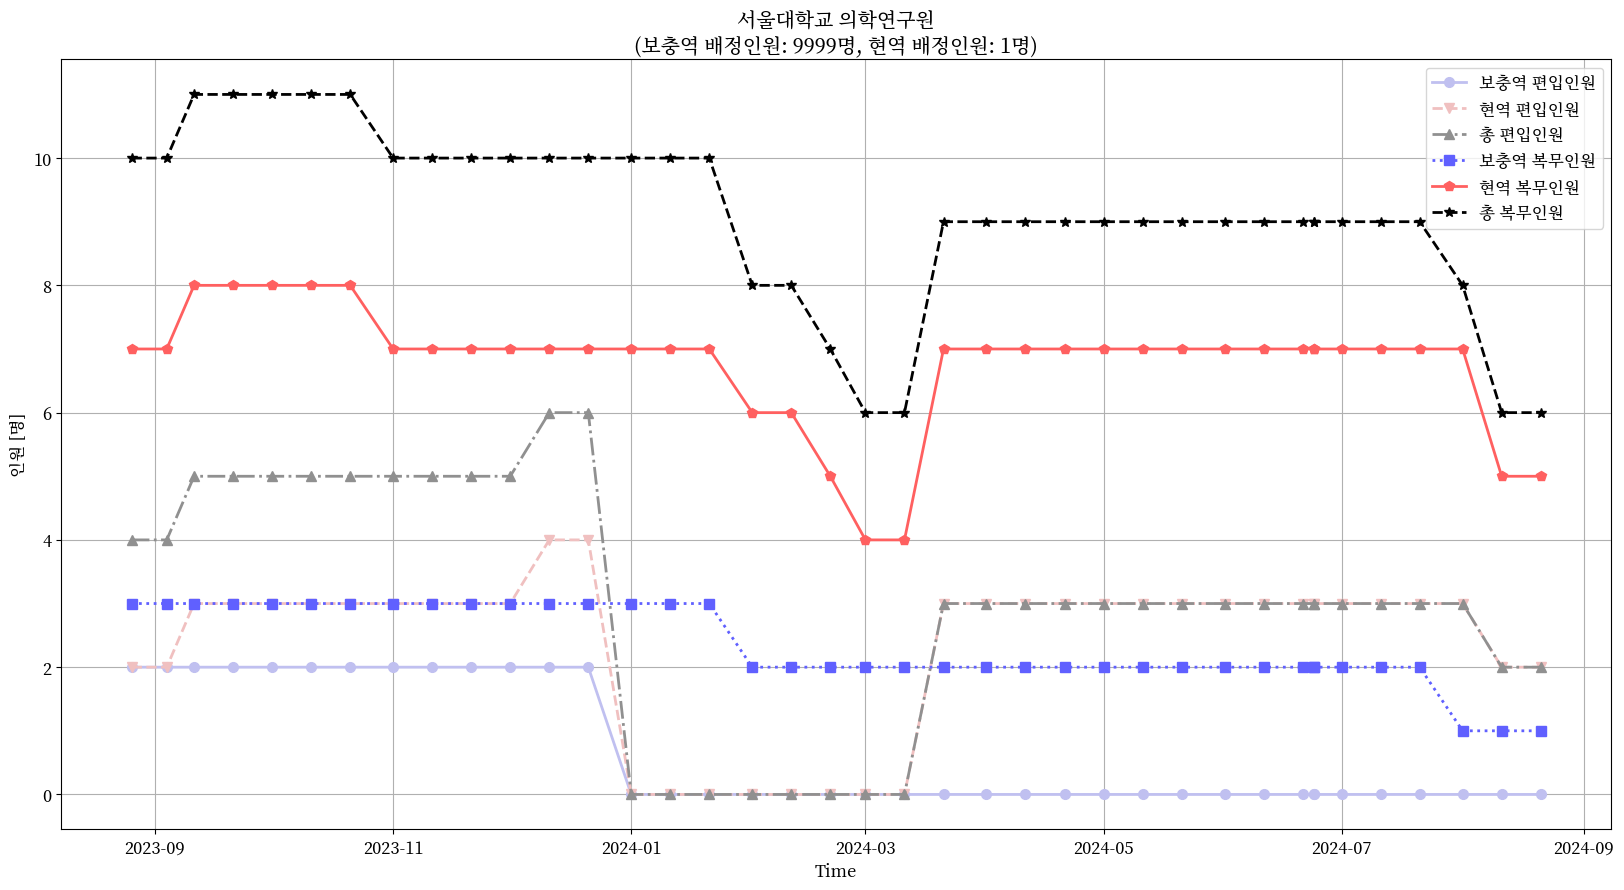 서울대학교 의학연구원
(보충역 배정인원: 9999명, 현역 배정인원: 1명)
보충역 편입인원
현역 편입인원
총 편입인원
보충역 복무인원
현역 복무인원
총 복무인원
인원 [명]
10
8
6
4
2
0
2023-09
2023-11
2024-01
2024-03
2024-05
2024-07
2024-09
Time